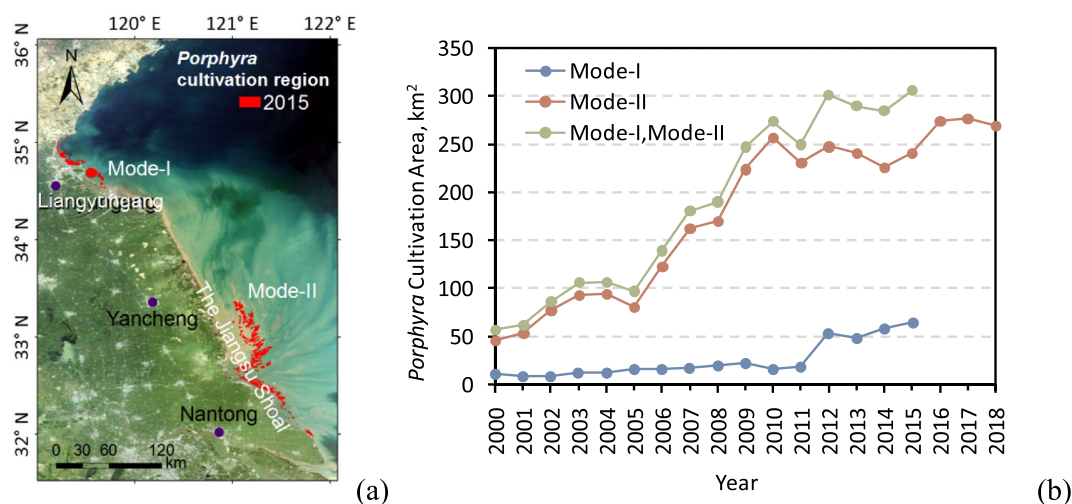 120° E 121° E 122° E
36° N
35° N
34° N
33° N
32° N
N
Porphyra
cultivation region
2015
Mode-I
Liangyungang
Mode-II
The Jiangsu Shoal
Yancheng
Nantong
0 30 60 120
km
(a)
Porphyra Cultivation Area, km²
350
300
250
200
150
100
50
0
Mode-I
Mode-II
Mode-I,Mode-II
2000 2001 2002 2003 2004 2005 2006 2007 2008 2009 2010 2011 2012 2013 2014 2015 2016 2017 2018
Year
(b)